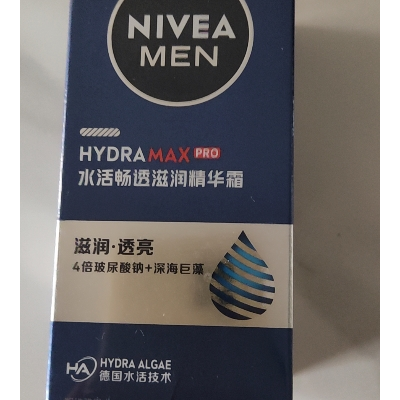 NIVEA
MEN
HYDRA MAX PRO
水活畅透滋润精华霜
滋润·透亮
4倍玻尿酸钠+深海巨藻
HA HYDRA ALGAE
德国水活技术